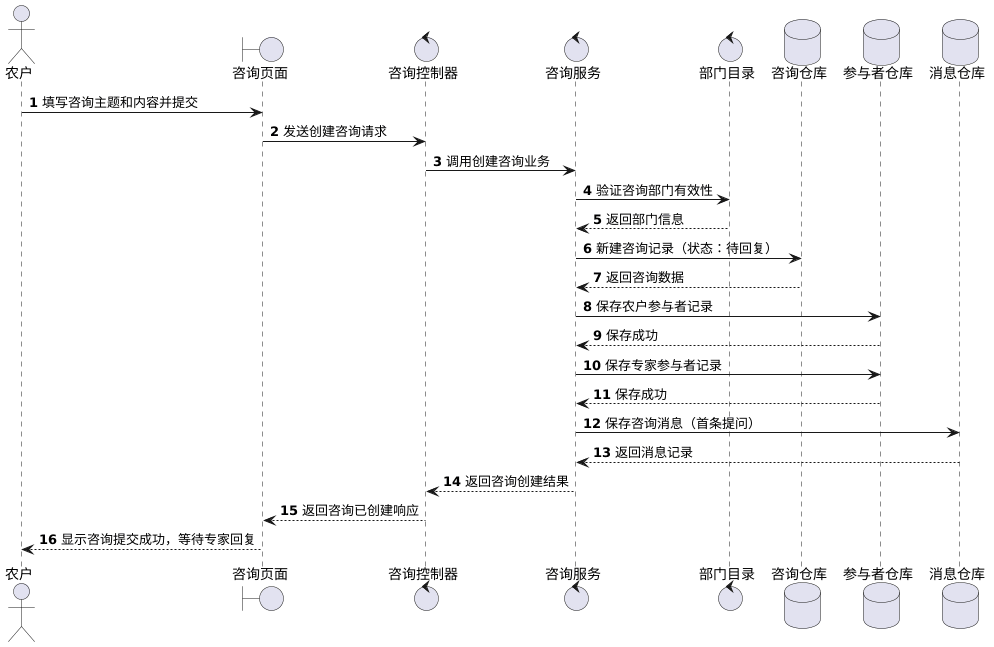 农户
咨询页面
咨询控制器
咨询服务
部门目录
咨询仓库
参与者仓库
消息仓库
1 填写咨询主题和内容并提交
2 发送创建咨询请求
3 调用创建咨询业务
4 验证咨询部门有效性
5 返回部门信息
6 新建咨询记录（状态：待回复）
7 返回咨询数据
8 保存农户参与者记录
9 保存成功
10 保存专家参与者记录
11 保存成功
12 保存咨询消息（首条提问）
13 返回消息记录
14 返回咨询创建结果
15 返回咨询已创建响应
16 显示咨询提交成功，等待专家回复
农户
咨询页面
咨询控制器
咨询服务
部门目录
咨询仓库
参与者仓库
消息仓库